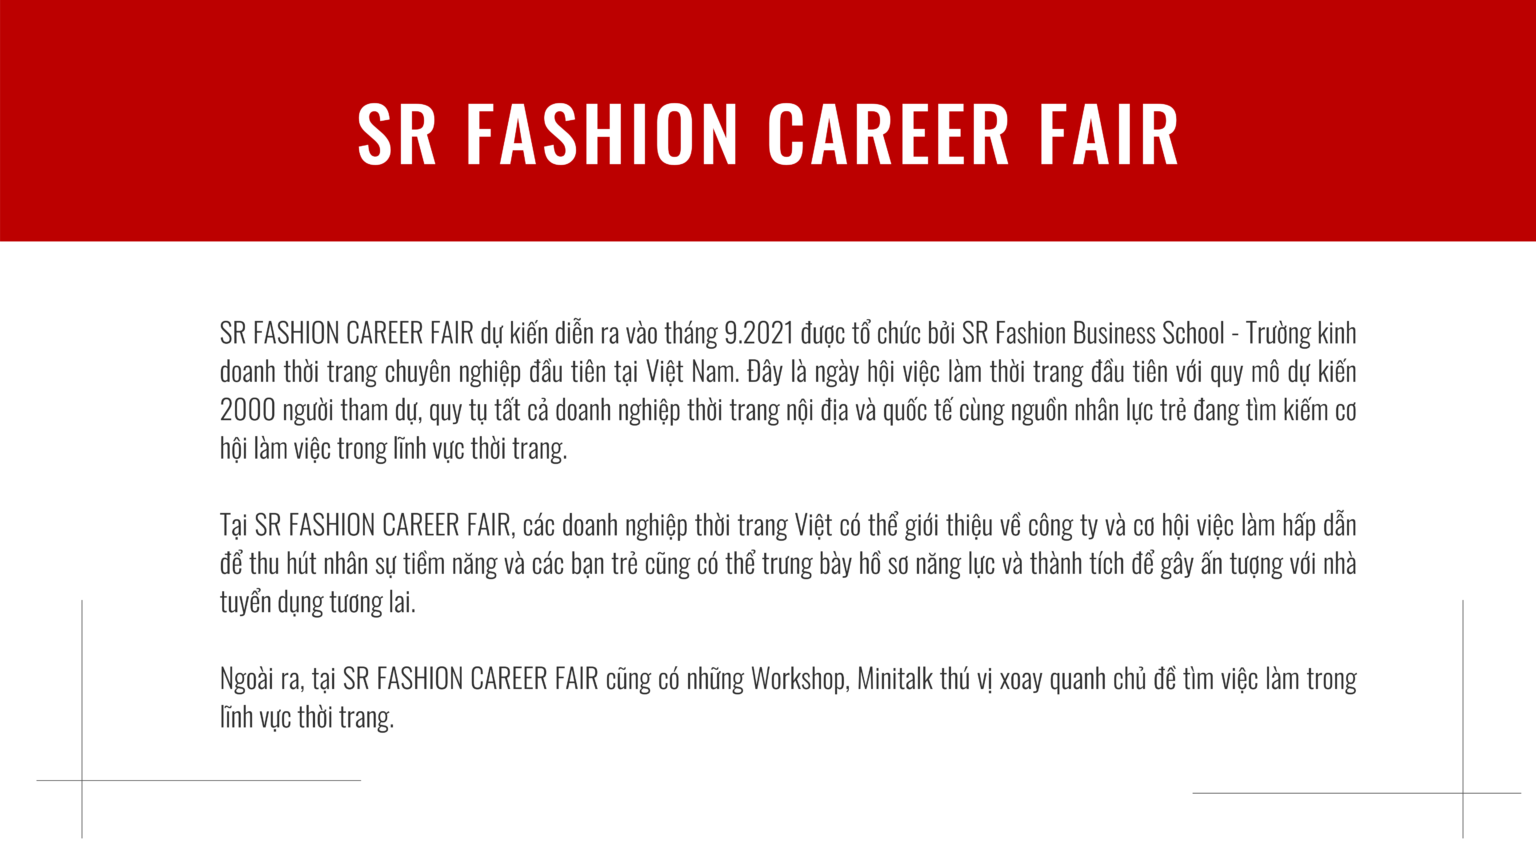 SR FASHION CAREER FAIR
SR FASHION CAREER FAIR dự kiến diễn ra vào tháng 9.2021 được tổ chức bởi SR Fashion Business School - Trường kinh
doanh thời trang chuyên nghiệp đầu tiên tại Việt Nam. Đây là ngày hội việc làm thời trang đầu tiên với quy mô dự kiến
2000 người tham dự, quy tụ tất cả doanh nghiệp thời trang nội địa và quốc tế cùng nguồn nhân lực trẻ đang tìm kiếm cơ
hội làm việc trong lĩnh vực thời trang.
Tại SR FASHION CAREER FAIR, các doanh nghiệp thời trang Việt có thể giới thiệu về công ty và cơ hội việc làm hấp dẫn
để thu hút nhân sự tiềm năng và các bạn trẻ cũng có thể trưng bày hồ sơ năng lực và thành tích để gây ấn tượng với nhà
tuyển dụng tương lai.
Ngoài ra, tại SR FASHION CAREER FAIR cũng có những Workshop, Minitalk thú vị xoay quanh chủ đề tìm việc làm trong
lĩnh vực thời trang.